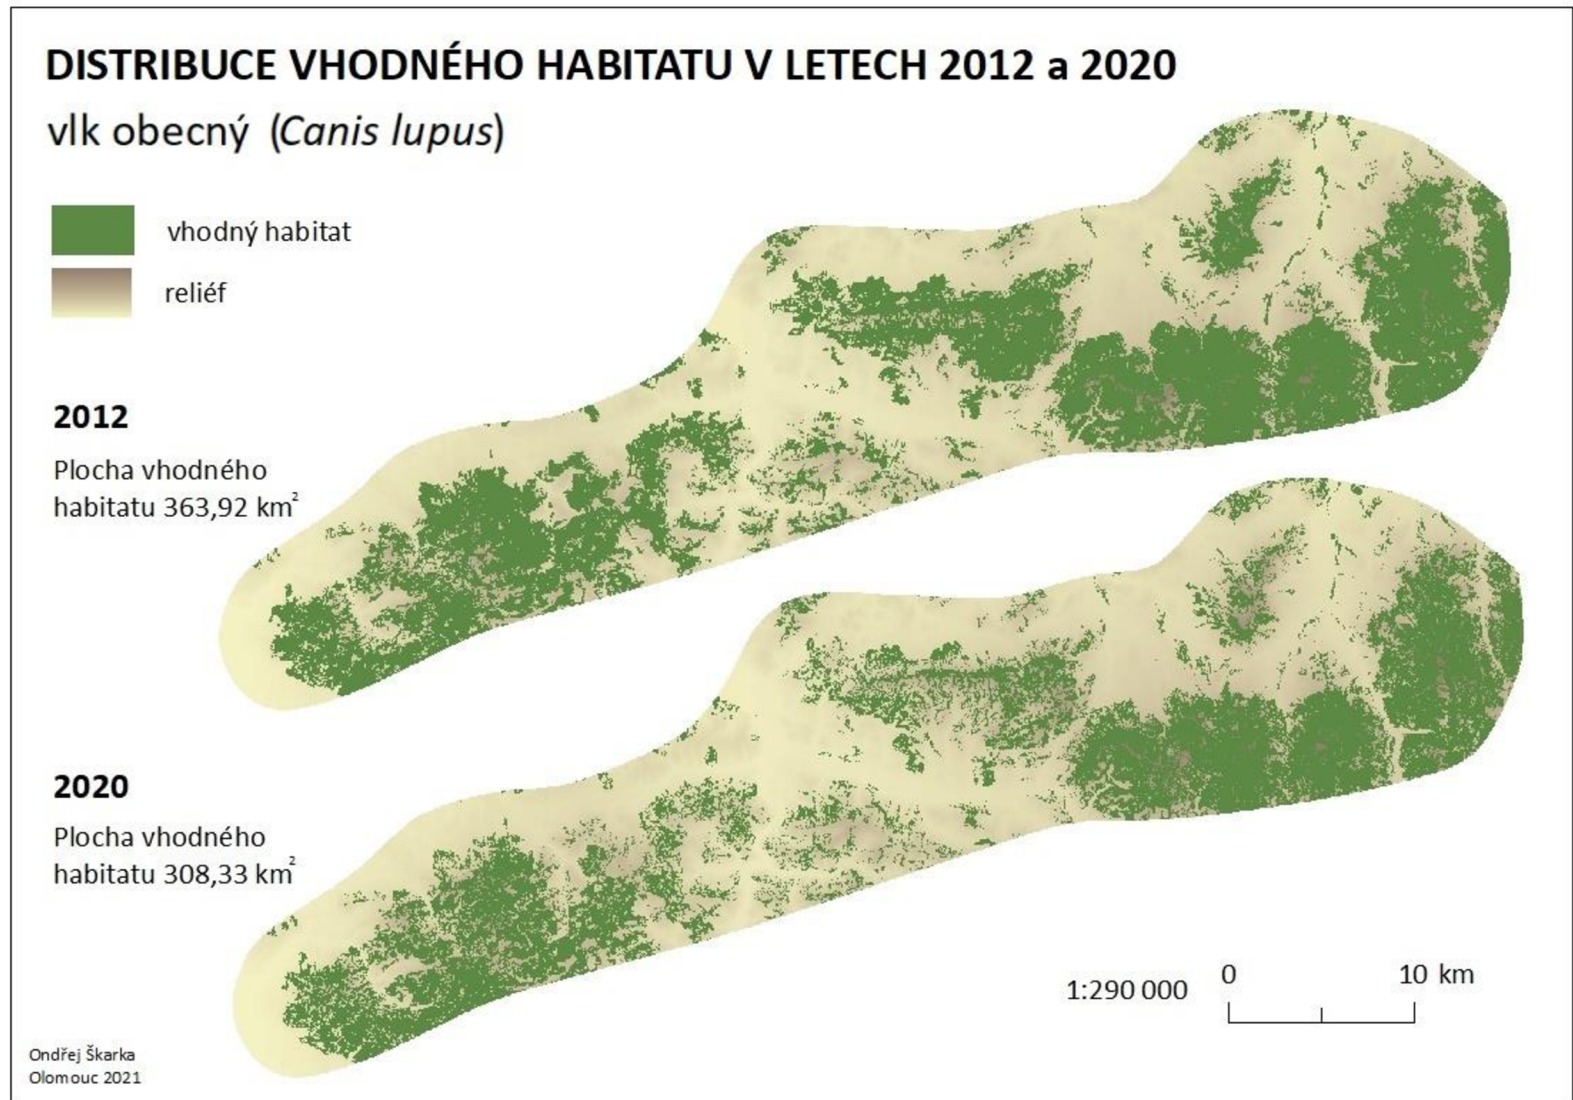 DISTRIBUCE VHODNÉHO HABITATU V LETECH 2012 a 2020
vlk obecný (Canis lupus)
vhodný habitat
reliéf
2012
Plocha vhodného
habitatu 363,92 km²
2020
Plocha vhodného
habitatu 308,33 km²
1:290 000
0 10 km
Ondřej Škarka
Olomouc 2021